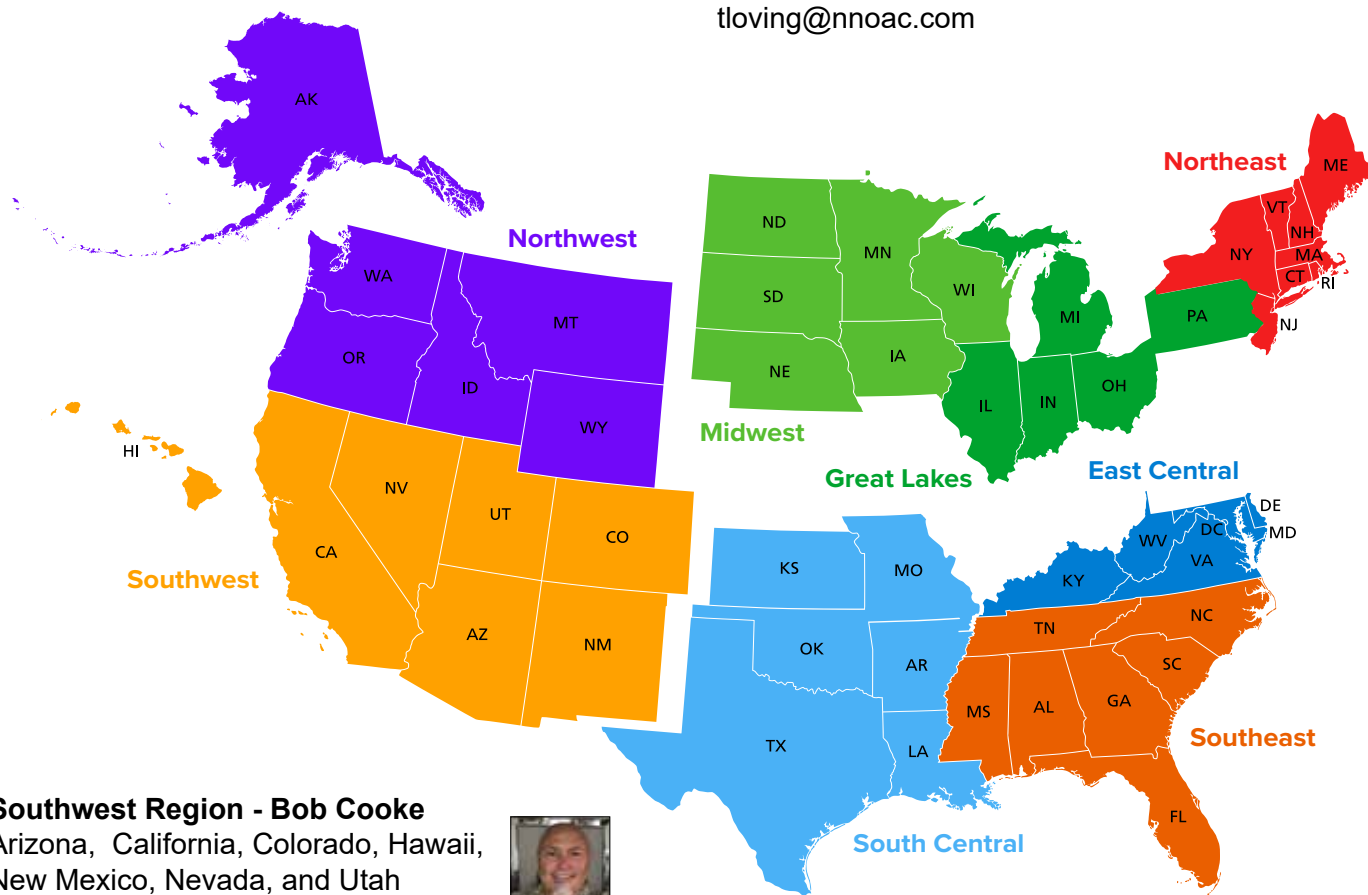 tloving@nnoac.com
AK
Northeast
ME
VT
NH
Northwest
NY
MA
CT
RI
WA
ND
MN
SD
WI
MI
PA
NJ
MT
OR
ID
NE
IA
OH
IL
IN
WY
Midwest
HI
Great Lakes
East Central
NV
UT
CO
CA
DE
MD
DC
WV
VA
KY
KS
MO
Southwest
AZ
NM
OK
AR
TN
NC
SC
MS
AL
GA
TX
LA
Southeast
FL
South Central
Southwest Region - Bob Cooke
Arizona, California, Colorado, Hawaii,
New Mexico, Nevada, and Utah